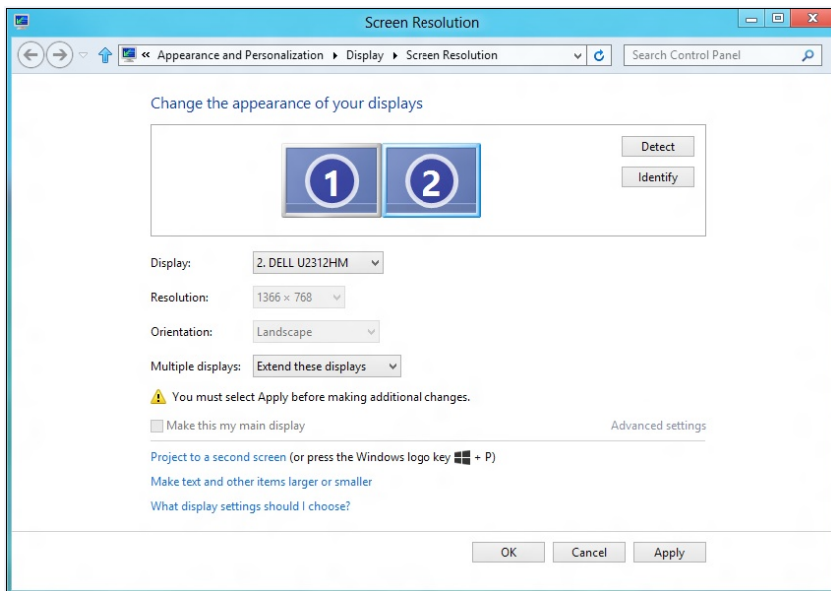 Screen Resolution
« Appearance and Personalization ▸ Display ▸ Screen Resolution Search Control Panel
Change the appearance of your displays
1 2
Detect
Identify
Display: 2. DELL U2312HM
Resolution: 1366 × 768
Orientation: Landscape
Multiple displays: Extend these displays
You must select Apply before making additional changes.
Make this my main display Advanced settings
Project to a second screen (or press the Windows logo key + P)
Make text and other items larger or smaller
What display settings should I choose?
OK Cancel Apply